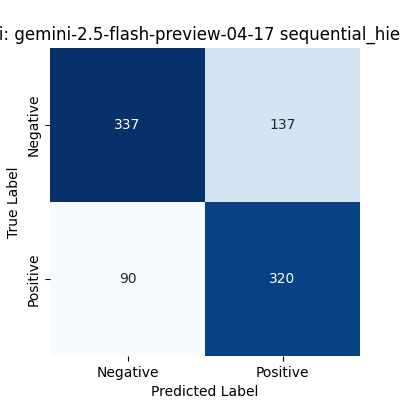 i: gemini-2.5-flash-preview-04-17 sequential_hie
True Label
Negative
337
137
Positive
90
320
Negative
Positive
Predicted Label